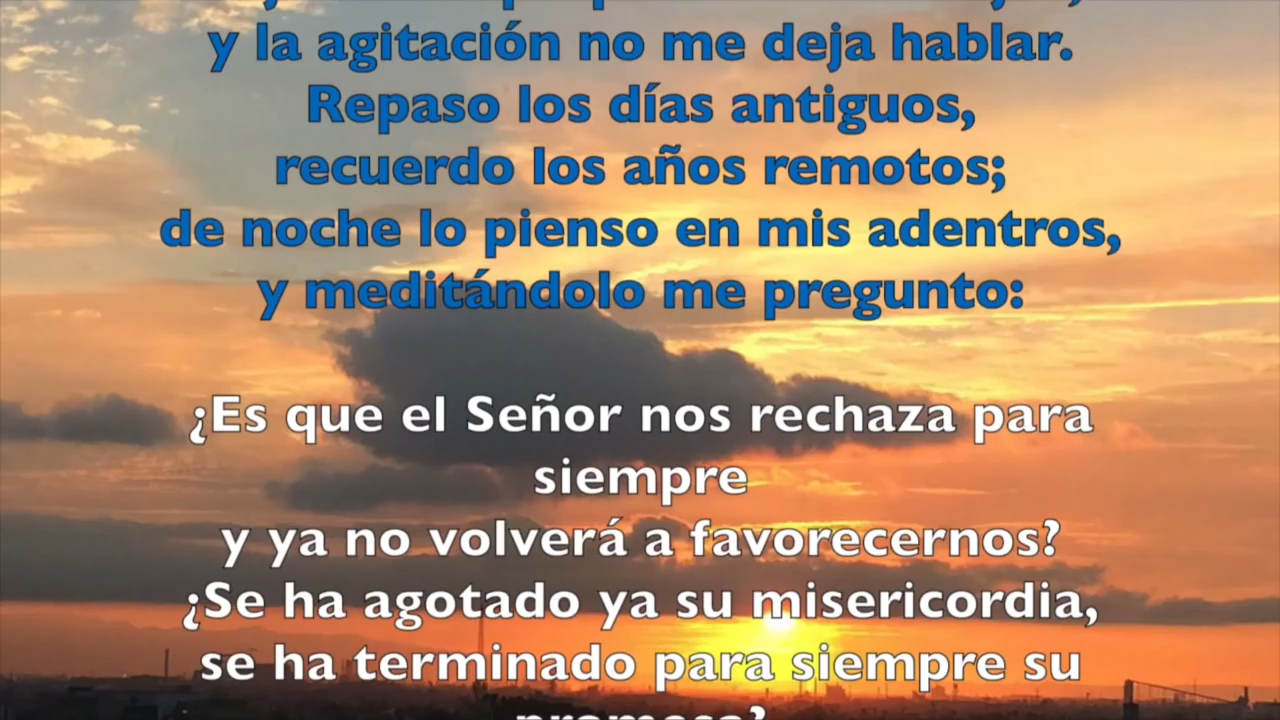 y la agitación no me deja hablar.
Repaso los días antiguos,
recuerdo los años remotos;
de noche lo pienso en mis adentros,
y meditándolo me pregunto:
¿Es que el Señor nos rechaza para
siempre
y ya no volverá a favorecernos?
¿Se ha agotado ya su misericordia,
se ha terminado para siempre su